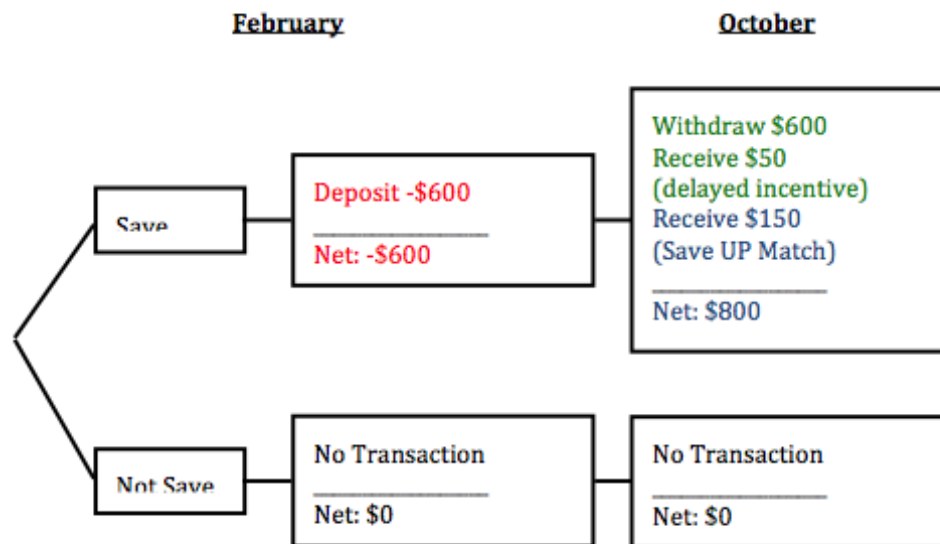 February
October
Save
Deposit -$600
Net: -$600
Withdraw $600
Receive $50
(delayed incentive)
Receive $150
(Save UP Match)
Net: $800
Not Save
No Transaction
Net: $0
No Transaction
Net: $0